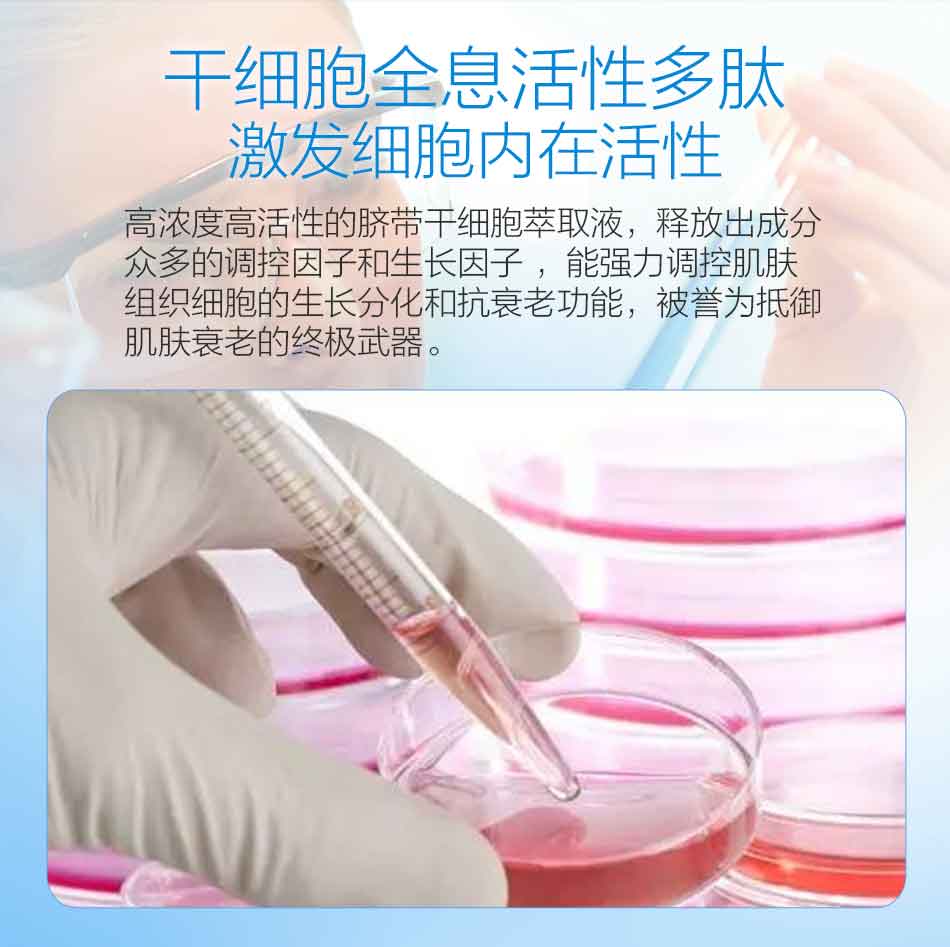 干细胞全息活性多肽
激发细胞内在活性
高浓度高活性的脐带干细胞萃取液，释放出成分
众多的调控因子和生长因子 ，能强力调控肌肤
组织细胞的生长分化和抗衰老功能，被誉为抵御
肌肤衰老的终极武器。